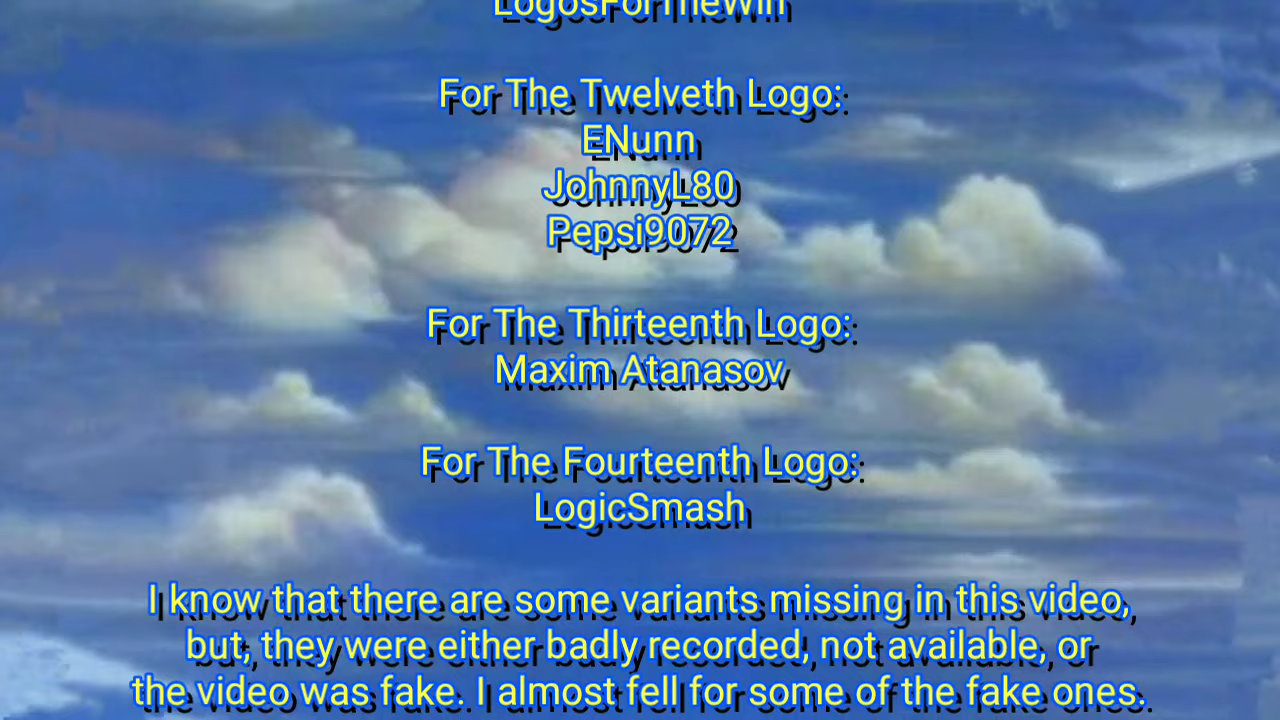 LogosForTheWin
For The Twelveth Logo:
ENunn
JohnnyL80
Pepsi9072
For The Thirteenth Logo:
Maxim Atanasov
For The Fourteenth Logo:
LogicSmash
I know that there are some variants missing in this video,
but, they were either badly recorded, not available, or
the video was fake. I almost fell for some of the fake ones.